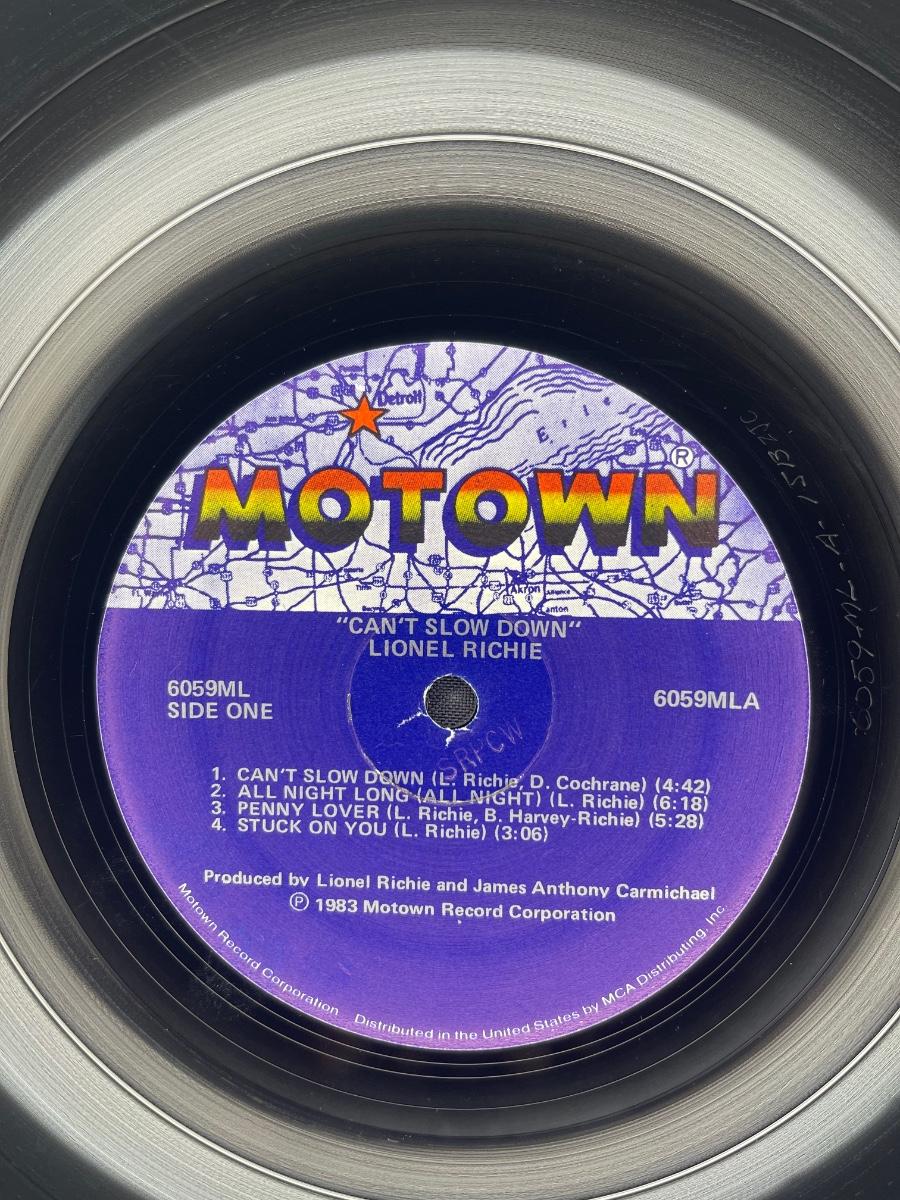 Detroit
Erie
MOTOWN®
Akron
"CAN'T SLOW DOWN"
LIONEL RICHIE
6059ML
SIDE ONE
6059MLA
SRPCW
1. CAN'T SLOW DOWN (L. Richie, D. Cochrane) (4:42)
2. ALL NIGHT LONG (ALL NIGHT) (L. Richie) (6:18)
3. PENNY LOVER (L. Richie, B. Harvey-Richie) (5:28)
4. STUCK ON YOU (L. Richie) (3:06)
Produced by Lionel Richie and James Anthony Carmichael
℗ 1983 Motown Record Corporation
Motown Record Corporation Distributed in the United States by MCA Distributing, Inc.